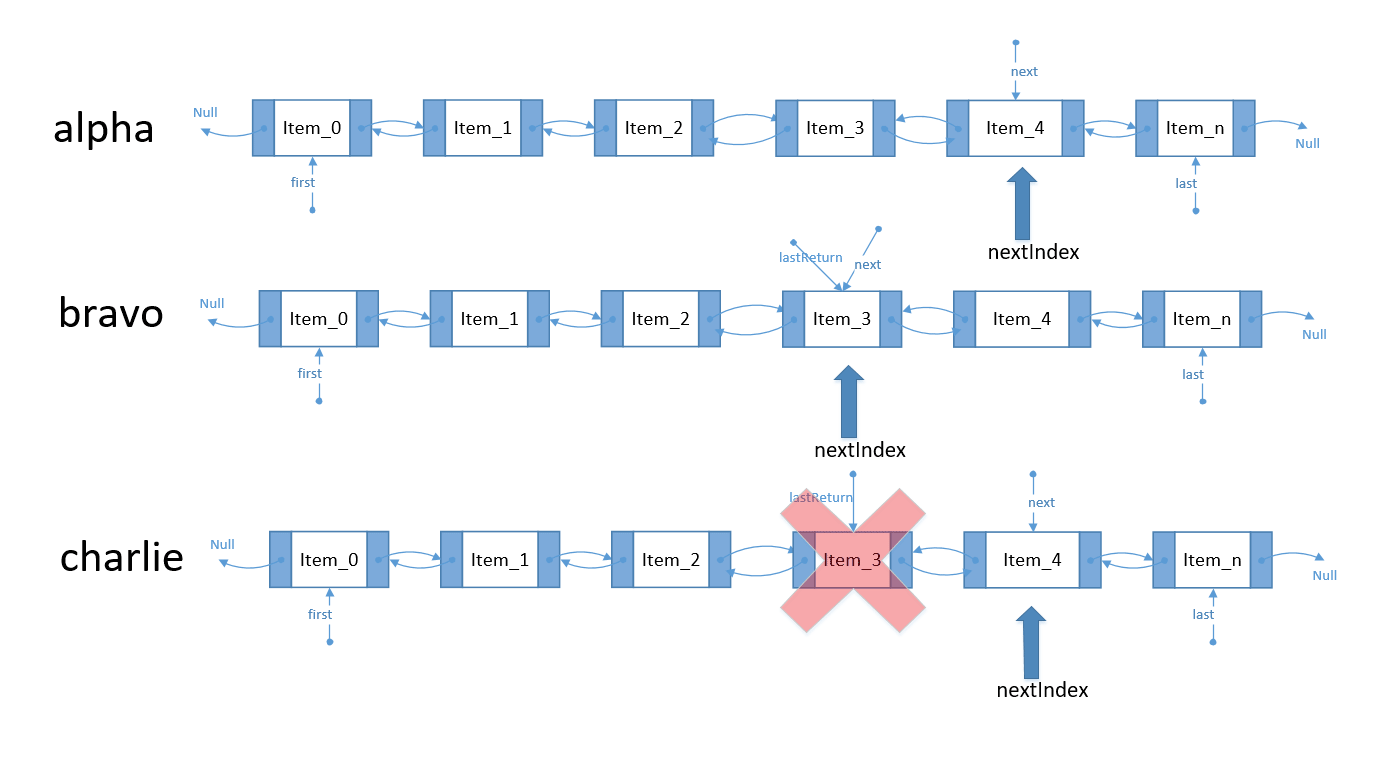 next
alpha
Null
Item_0
Item_1
Item_2
Item_3
Item_4
Item_n
Null
first
last
nextIndex
lastReturn
next
bravo
Null
Item_0
Item_1
Item_2
Item_3
Item_4
Item_n
Null
first
last
nextIndex
lastReturn
next
charlie
Null
Item_0
Item_1
Item_2
Item_3
Item_4
Item_n
Null
first
last
nextIndex